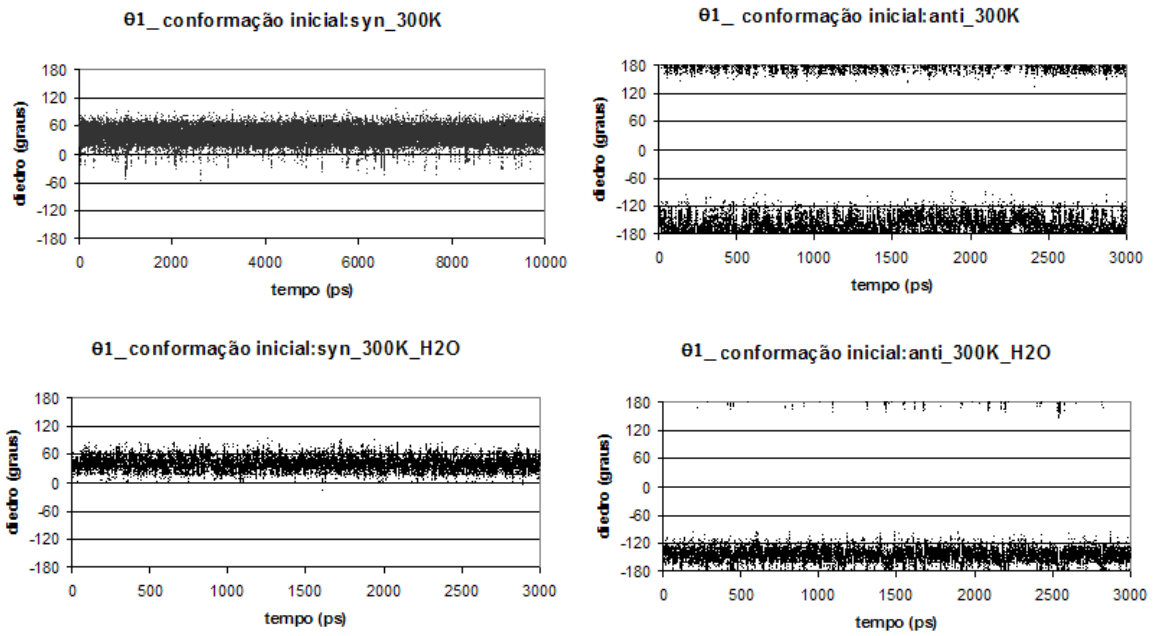 θ1_ conformação inicial:syn_300K
180
120
60
0
-60
-120
-180
diedro (graus)
0 2000 4000 6000 8000 10000
tempo (ps)
θ1_ conformação inicial:anti_300K
180
120
60
0
-60
-120
-180
diedro (graus)
0 500 1000 1500 2000 2500 3000
tempo (ps)
θ1_conformação inicial:syn_300K_H2O
180
120
60
0
-60
-120
-180
diedro (graus)
0 500 1000 1500 2000 2500 3000
tempo (ps)
θ1_ conformação inicial:anti_300K_H2O
180
120
60
0
-60
-120
-180
diedro (graus)
0 500 1000 1500 2000 2500 3000
tempo (ps)